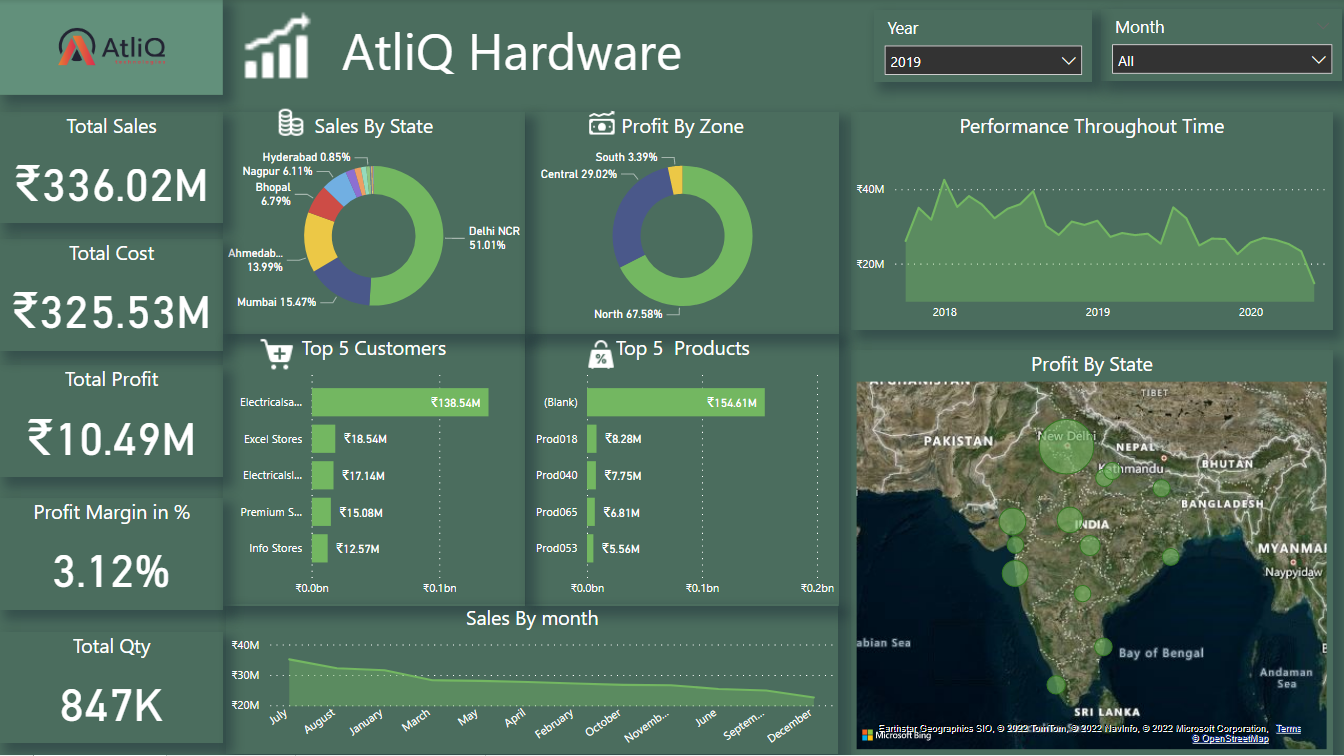 AtliQ
Technologies
AtliQ Hardware
Year
2019
Month
All
Total Sales
₹336.02M
Total Cost
₹325.53M
Total Profit
₹10.49M
Profit Margin in %
3.12%
Total Qty
847K
Sales By State
Hyderabad 0.85%
Nagpur 6.11%
Bhopal
6.79%
Ahmedab...
13.99%
Mumbai 15.47%
Delhi NCR
51.01%
Profit By Zone
South 3.39%
Central 29.02%
North 67.58%
Performance Throughout Time
₹40M
₹20M
2018
2019
2020
Top 5 Customers
Electricalsa...
₹138.54M
Excel Stores
₹18.54M
Electricalsl...
₹17.14M
Premium S...
₹15.08M
Info Stores
₹12.57M
₹0.0bn
₹0.1bn
Top 5 Products
(Blank)
₹154.61M
Prod018
₹8.28M
Prod040
₹7.75M
Prod065
₹6.81M
Prod053
₹5.56M
₹0.0bn
₹0.1bn
₹0.2bn
Sales By month
₹40M
₹30M
₹20M
July
August
January
March
May
April
February
October
Novemb...
June
Septem...
December
Profit By State
AFGHANISTAN
TIBET
PAKISTAN
New Delhi
NEPAL
Kathmandu
BHUTAN
BANGLADESH
INDIA
MYANMA
Naypyidaw
abian Sea
Bay of Bengal
Andaman
Sea
SRI LANKA
Microsoft Bing
Earthstar Geographics SIO, © 2022 TomTom, © 2022 NavInfo, © 2022 Microsoft Corporation, Terms
© OpenStreetMap